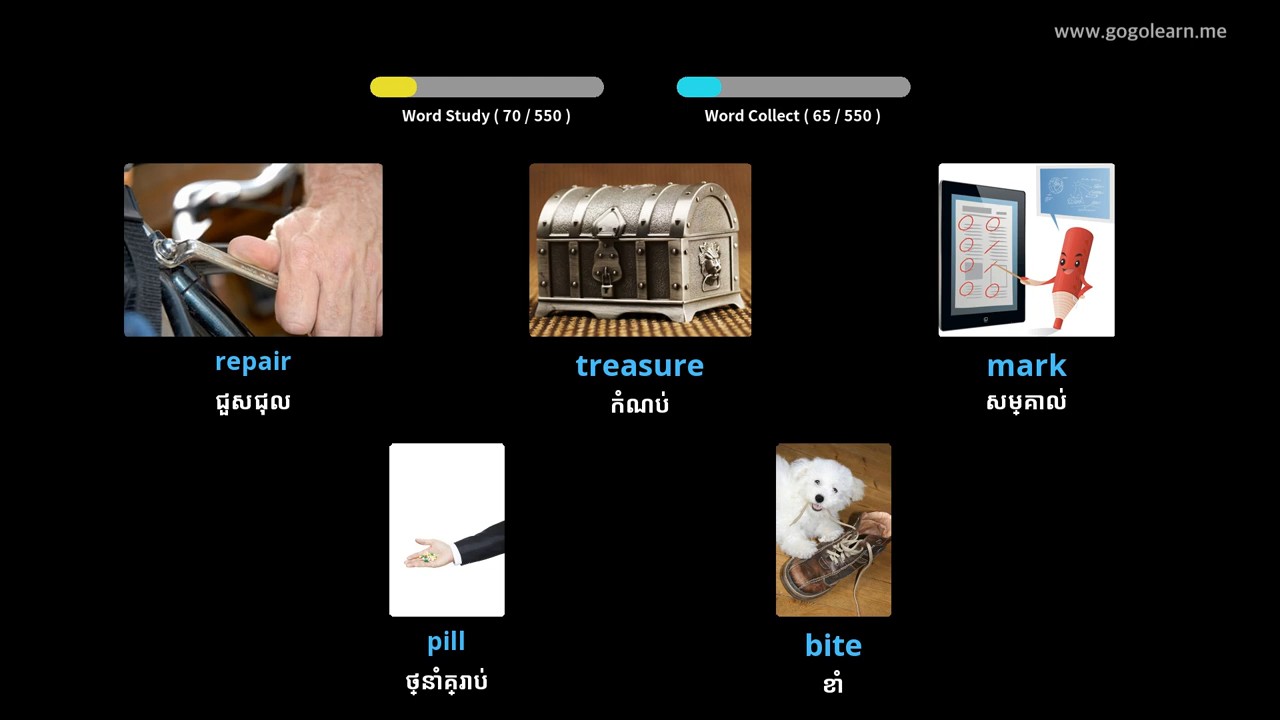 www.gogolearn.me
Word Study ( 70 / 550 )
Word Collect ( 65 / 550 )
repair
ជួសជុល
treasure
កំណប់
mark
សម្គាល់
pill
ថ្នាំគ្រាប់
bite
ខាំ